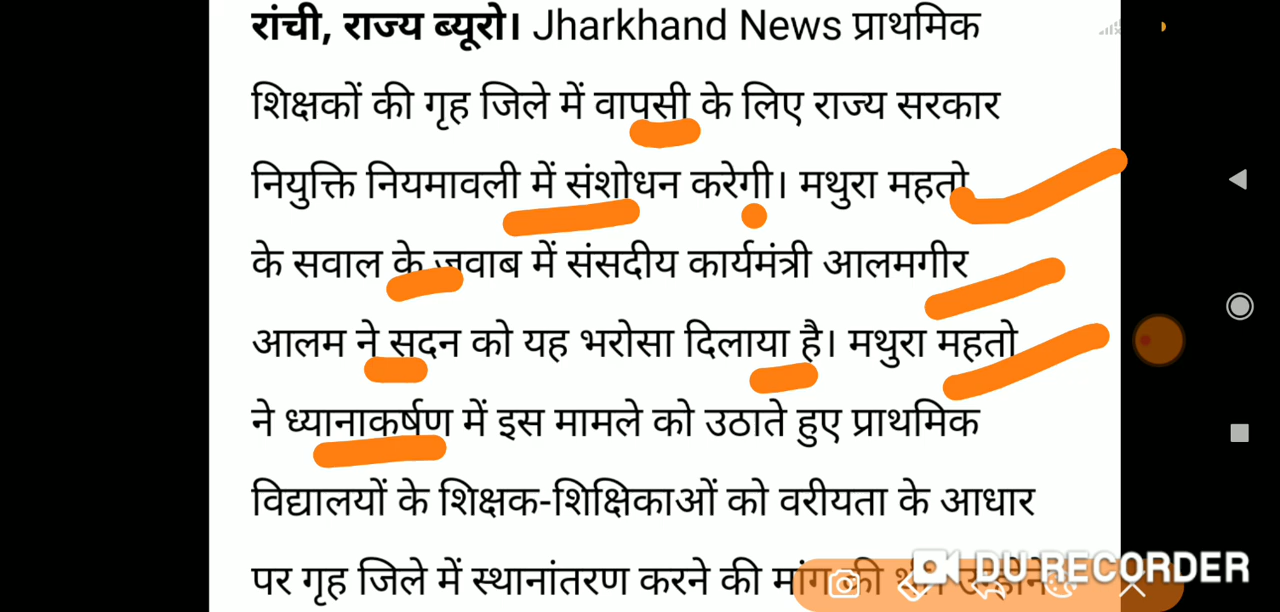 रांची, राज्य ब्यूरो। Jharkhand News प्राथमिक
शिक्षकों की गृह जिले में वापसी के लिए राज्य सरकार
नियुक्ति नियमावली में संशोधन करेगी। मथुरा महतो
के सवाल के जवाब में संसदीय कार्यमंत्री आलमगीर
आलम ने सदन को यह भरोसा दिलाया है। मथुरा महतो
ने ध्यानाकर्षण में इस मामले को उठाते हुए प्राथमिक
विद्यालयों के शिक्षक-शिक्षिकाओं को वरीयता के आधार
पर गृह जिले में स्थानांतरण करने की मांग की
DU RECORDER